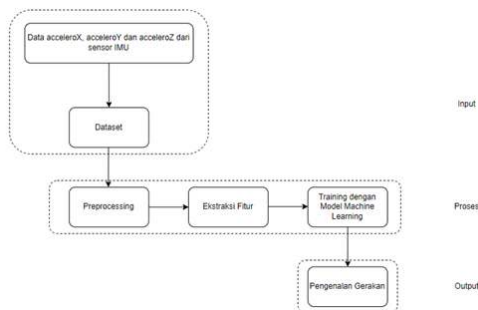 Data acceleroX, acceleroY dan acceleroZ dari
sensor IMU
Input
Dataset
Preprocessing
Ekstraksi Fitur
Training dengan
Model Machine
Learning
Proses
Pengenalan Gerakan
Output